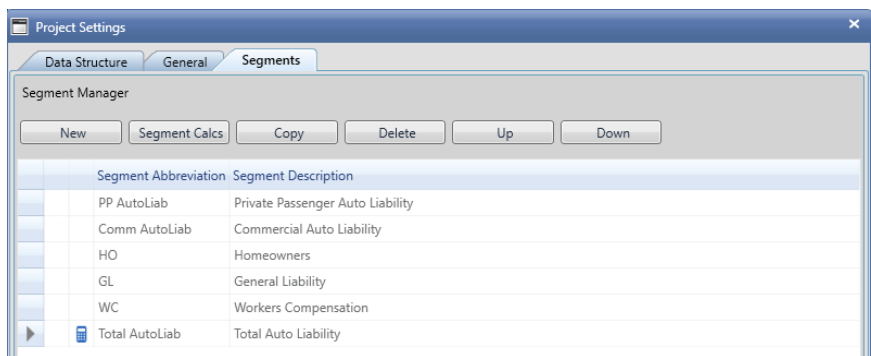 Project Settings
Data Structure General Segments
Segment Manager
New Segment Calcs Copy Delete Up Down
Segment Abbreviation Segment Description
PP AutoLiab Private Passenger Auto Liability
Comm AutoLiab Commercial Auto Liability
HO Homeowners
GL General Liability
WC Workers Compensation
Total AutoLiab Total Auto Liability